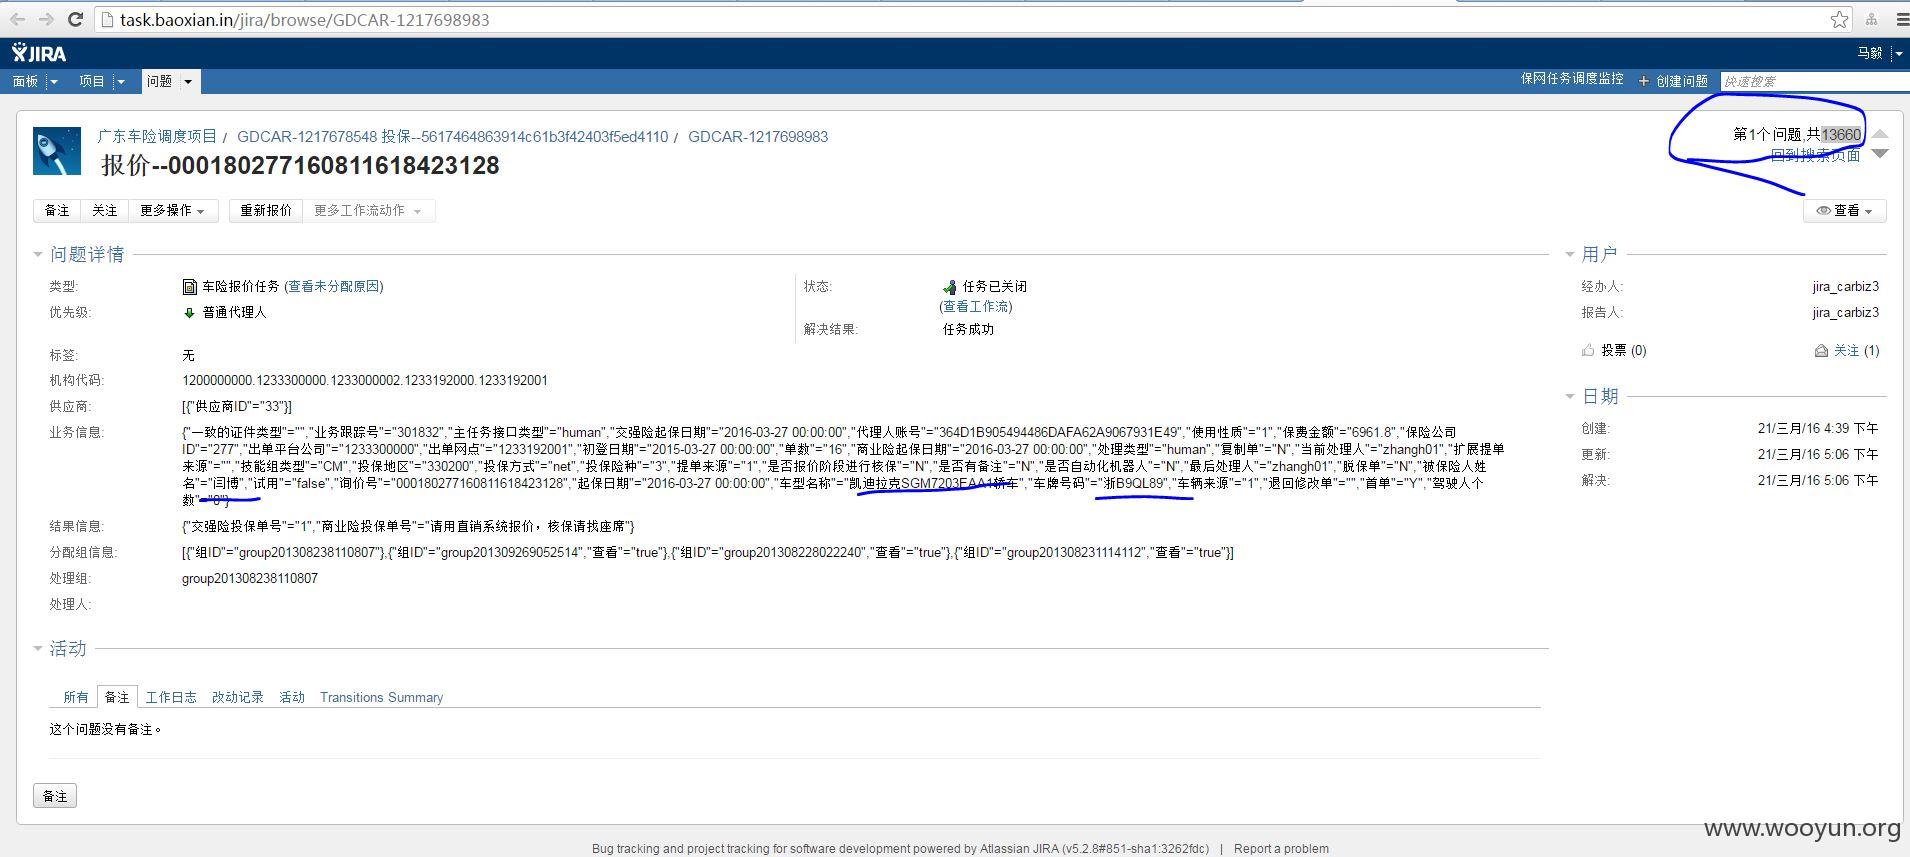 task.baoxian.in/jira/browse/GDCAR-1217698983
JIRA
马毅
面板 项目 问题
保网任务调度监控 + 创建问题 快速搜索
广东车险调度项目 / GDCAR-1217678548 投保--5617464863914c61b3f42403f5ed4110 / GDCAR-1217698983
报价--000180277160811618423128
第1个问题,共13660
回到搜索页面
备注 关注 更多操作 重新报价 更多工作流动作
查看
问题详情
类型: 车险报价任务 (查看未分配原因)
优先级: 普通代理人
状态: 任务已关闭
(查看工作流)
解决结果: 任务成功
标签: 无
机构代码: 1200000000.1233300000.1233000002.1233192000.1233192001
供应商: [{"供应商ID"="33"}]
业务信息: {"一致的证件类型"="","业务跟踪号"="301832","主任务接口类型"="human","交强险起保日期"="2016-03-27 00:00:00","代理人账号"="364D1B905494486DAFA62A9067931E49","使用性质"="1","保费金额"="6961.8","保险公司
ID"="277","出单平台公司"="1233300000","出单网点"="1233192001","初登日期"="2015-03-27 00:00:00","单数"="16","商业险起保日期"="2016-03-27 00:00:00","处理类型"="human","复制单"="N","当前处理人"="zhangh01","扩展提单
来源"="","技能组类型"="CM","投保地区"="330200","投保方式"="net","投保险种"="3","提单来源"="1","是否报价阶段进行核保"="N","是否有备注"="N","是否自动化机器人"="N","最后处理人"="zhangh01","脱保单"="N","被保险人姓
名"="闫博","试用"="false","询价号"="000180277160811618423128","起保日期"="2016-03-27 00:00:00","车型名称"="凯迪拉克SGM7203EAA1轿车","车牌号码"="浙B9QL89","车辆来源"="1","退回修改单"="","首单"="Y","驾驶人个
数"="0"}
结果信息: {"交强险投保单号"="1","商业险投保单号"="请用直销系统报价，核保请找座席"}
分配组信息: [{"组ID"="group201308238110807"},{"组ID"="group201309269052514","查看"="true"},{"组ID"="group201308228022240","查看"="true"},{"组ID"="group201308231114112","查看"="true"}]
处理组: group201308238110807
处理人:
用户
经办人: jira_carbiz3
报告人: jira_carbiz3
投票 (0) 关注 (1)
日期
创建: 21/三月/16 4:39 下午
更新: 21/三月/16 5:06 下午
解决: 21/三月/16 5:06 下午
活动
所有 备注 工作日志 改动记录 活动 Transitions Summary
这个问题没有备注。
备注
www.wooyun.org
Bug tracking and project tracking for software development powered by Atlassian JIRA (v5.2.8#851-sha1:3262fdc) | Report a problem